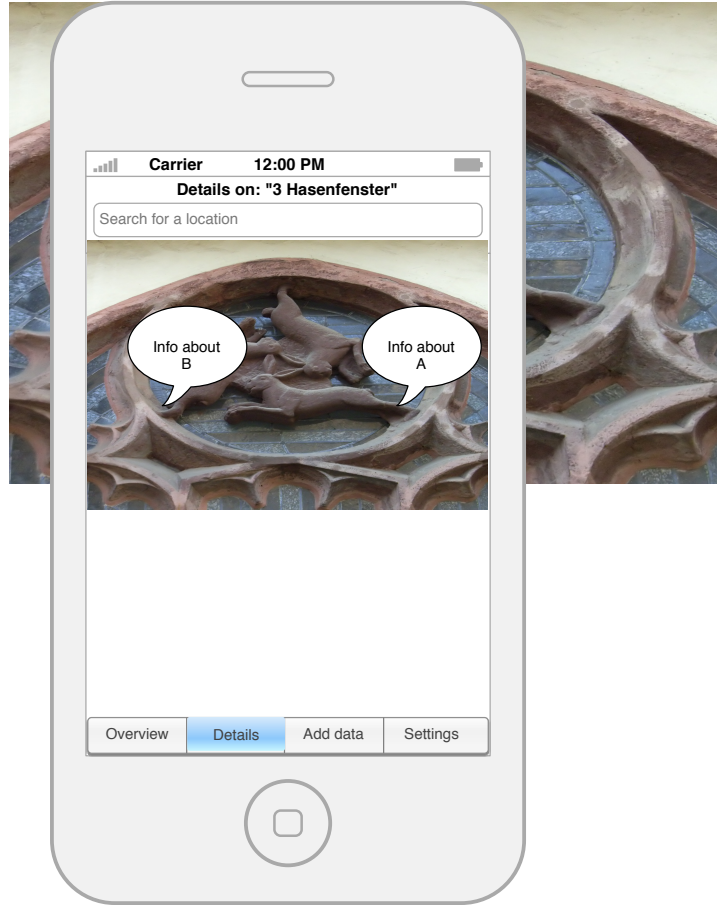 Carrier 12:00 PM
Details on: "3 Hasenfenster"
Search for a location
Info about
B
Info about
A
Overview Details Add data Settings